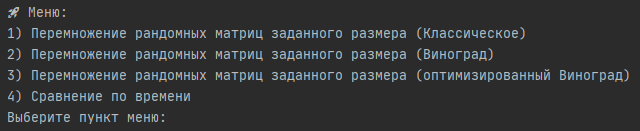 🚀 Меню:
1) Перемножение рандомных матриц заданного размера (Классическое)
2) Перемножение рандомных матриц заданного размера (Виноград)
3) Перемножение рандомных матриц заданного размера (оптимизированный Виноград)
4) Сравнение по времени
Выберите пункт меню: